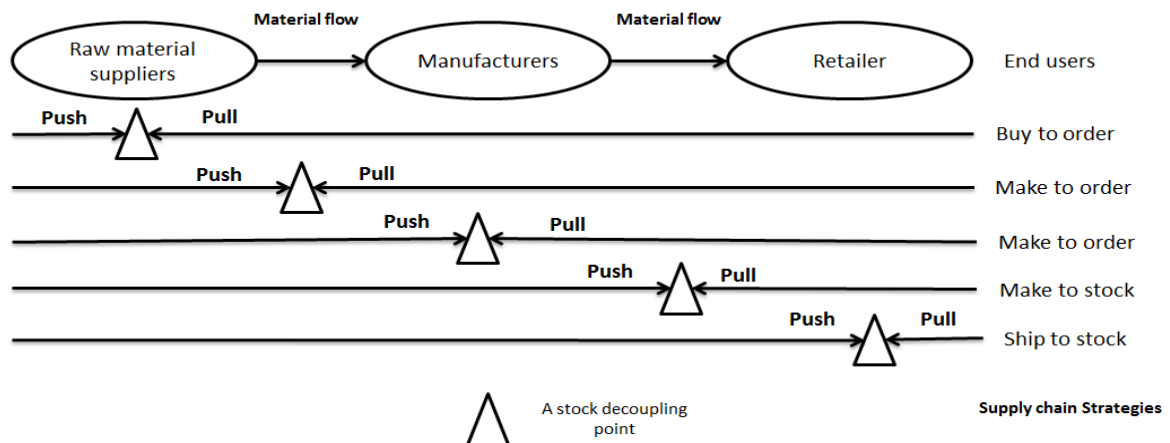 Material flow
Material flow
Raw material
suppliers
Manufacturers
Retailer
End users
Push
Pull
Buy to order
Push
Pull
Make to order
Push
Pull
Make to order
Push
Pull
Make to stock
Push
Pull
Ship to stock
A stock decoupling
point
Supply chain Strategies